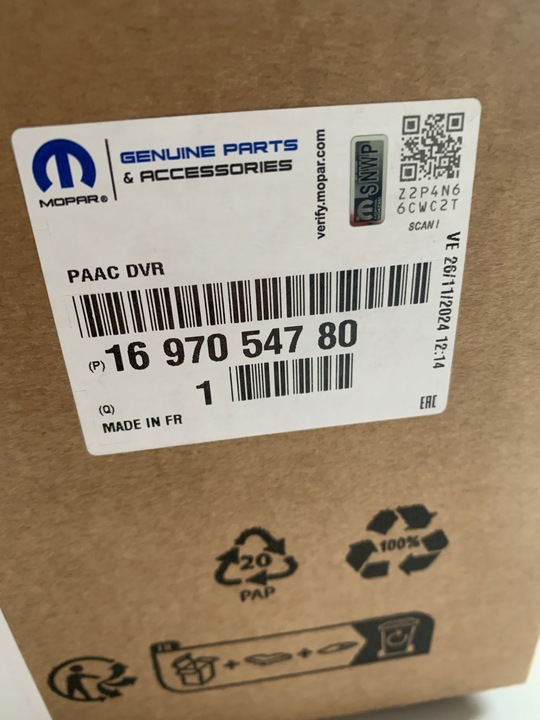 MOPAR®
GENUINE PARTS
& ACCESSORIES
verify.mopar.com
SNWP
Z2P4N6
6CWC2T
SCAN!
VE 26/11/2024 12:14
PAAC DVR
(P) 16 970 547 80
(Q) 1
MADE IN FR
EAC
20
PAP
100%
FR